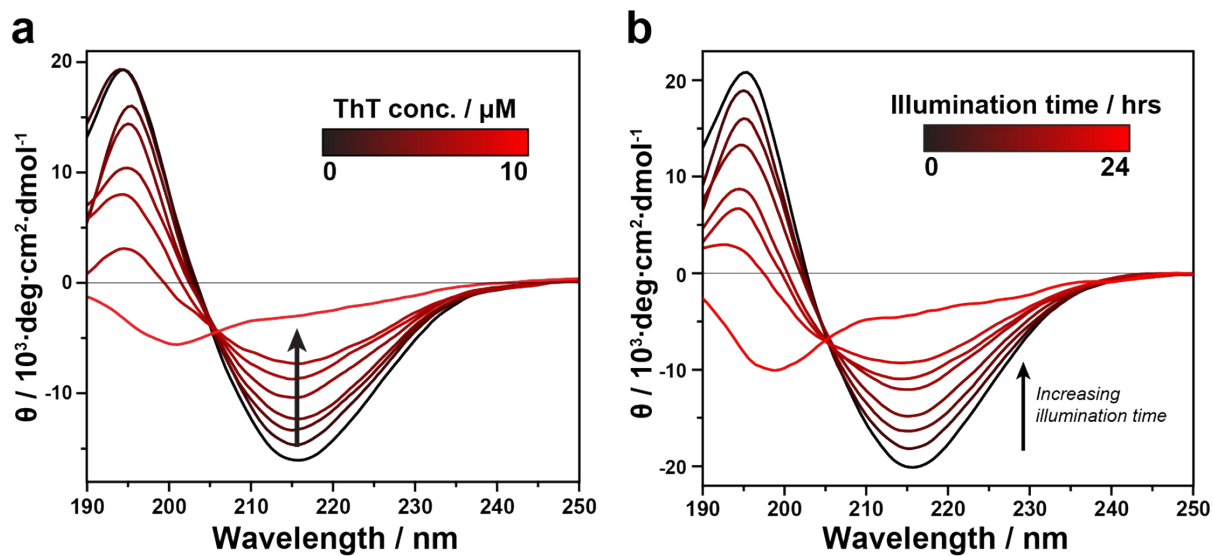 a
ThT conc. / µM
0 10
20
10
0
-10
θ / 10³·deg·cm²·dmol⁻¹
190 200 210 220 230 240 250
Wavelength / nm
b
Illumination time / hrs
0 24
20
10
0
-10
-20
θ / 10³·deg·cm²·dmol⁻¹
Increasing
illumination time
190 200 210 220 230 240 250
Wavelength / nm